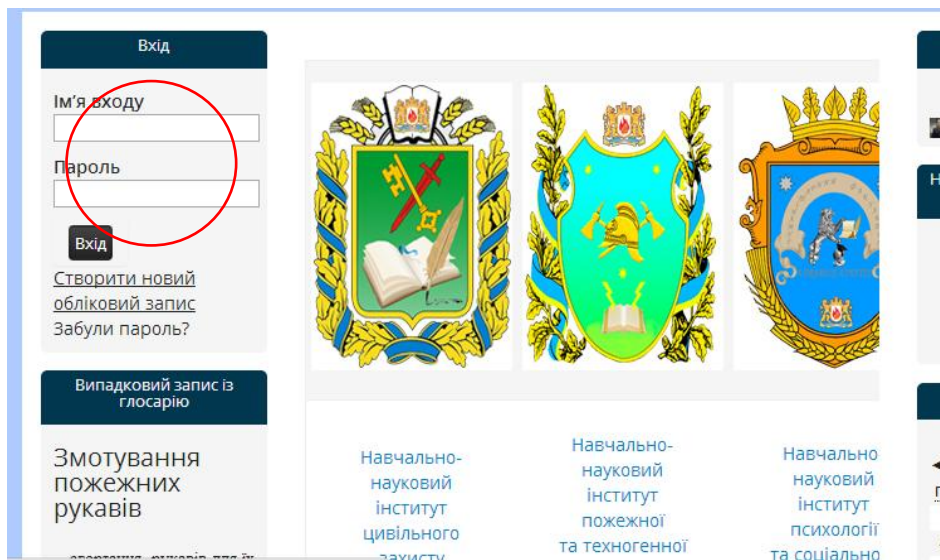 Вхід
Ім'я входу
Пароль
Вхід
Створити новий
обліковий запис
Забули пароль?
Випадковий запис із
глосарію
Змотування
пожежних
рукавів
Навчально-
науковий
інститут
цивільного
захисту
Навчально-
науковий
інститут
пожежної
та техногенної
Навчально
науковий
інститут
психології
та соціально